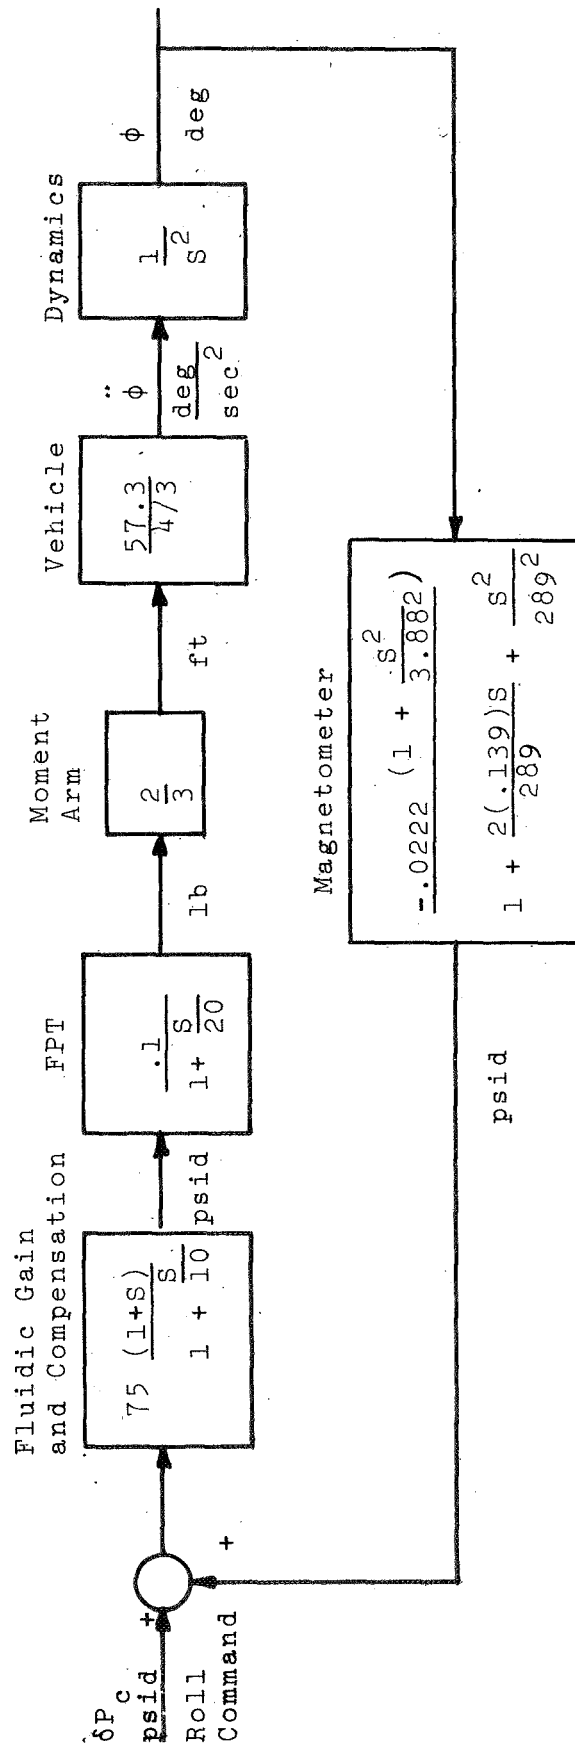 δP_c
psid
Roll
Command
+
+
Fluidic Gain
and Compensation
75 (1+S)
1 + S/10
psid
FPT
.1
1+ S/20
lb
Moment
Arm
2/3
ft
Vehicle
57.3
4/3
φ̈
deg
sec²
Dynamics
1
S²
φ
deg
Magnetometer
-.0222 (1 + S²/3.882)
1 + 2(.139)S/289 + S²/289²
psid